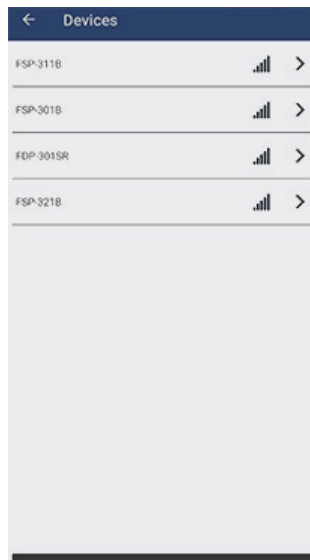 Devices
FSP-311B
FSP-301B
FDP-301SR
FSP-321B